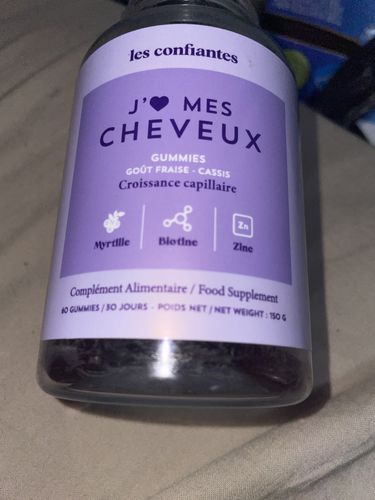 les confiantes
J'♥ MES
CHEVEUX
GUMMIES
GOÛT FRAISE - CASSIS
Croissance capillaire
Zn
Myrtille
Biotine
Zinc
Complément Alimentaire / Food Supplement
60 GUMMIES / 30 JOURS - POIDS NET / NET WEIGHT : 150 G